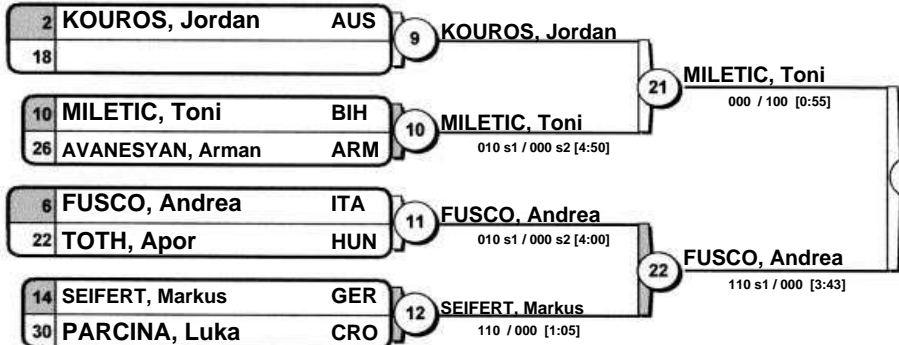 2 KOUROS, Jordan AUS
18
9 KOUROS, Jordan
10 MILETIC, Toni BIH
26 AVANESYAN, Arman ARM
10 MILETIC, Toni
010 s1 / 000 s2 [4:50]
21 MILETIC, Toni
000 / 100 [0:55]
6 FUSCO, Andrea ITA
22 TOTH, Apor HUN
11 FUSCO, Andrea
010 s1 / 000 s2 [4:00]
14 SEIFERT, Markus GER
30 PARCINA, Luka CRO
12 SEIFERT, Markus
110 / 000 [1:05]
22 FUSCO, Andrea
110 s1 / 000 [3:43]